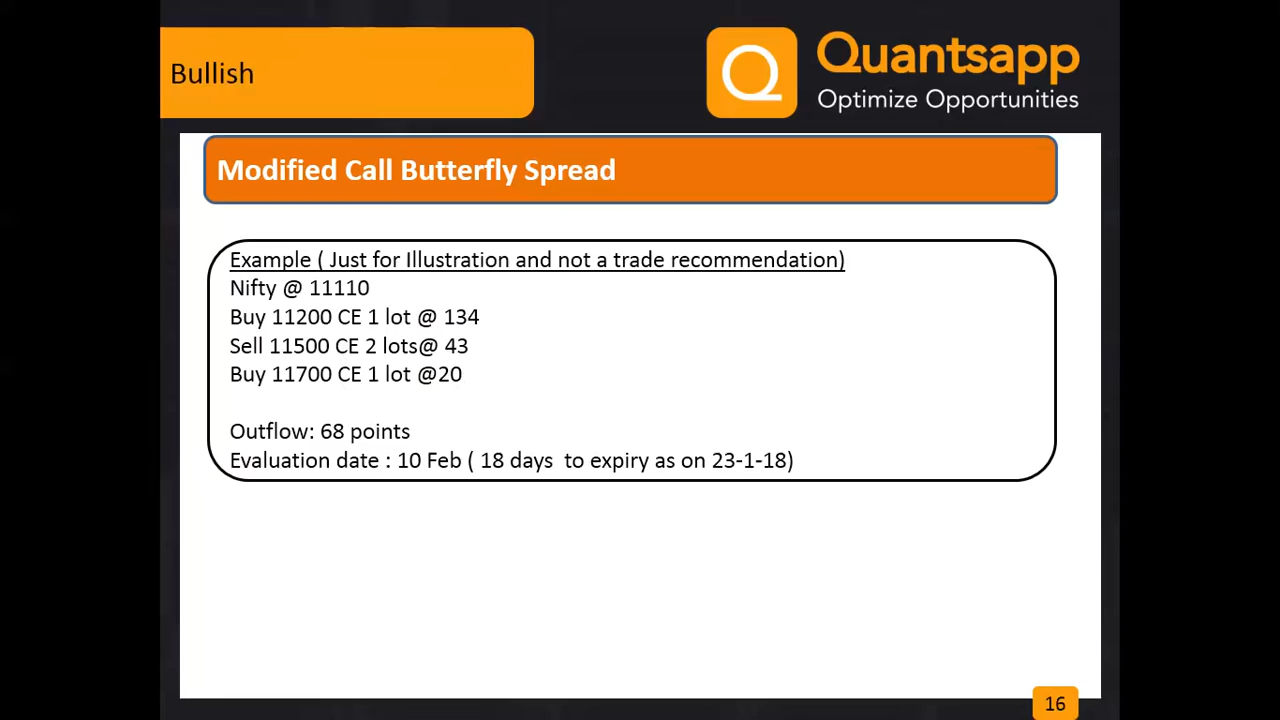 Bullish
Quantsapp
Optimize Opportunities
Modified Call Butterfly Spread
Example ( Just for Illustration and not a trade recommendation)
Nifty @ 11110
Buy 11200 CE 1 lot @ 134
Sell 11500 CE 2 lots@ 43
Buy 11700 CE 1 lot @20
Outflow: 68 points
Evaluation date : 10 Feb ( 18 days  to expiry as on 23-1-18)
16